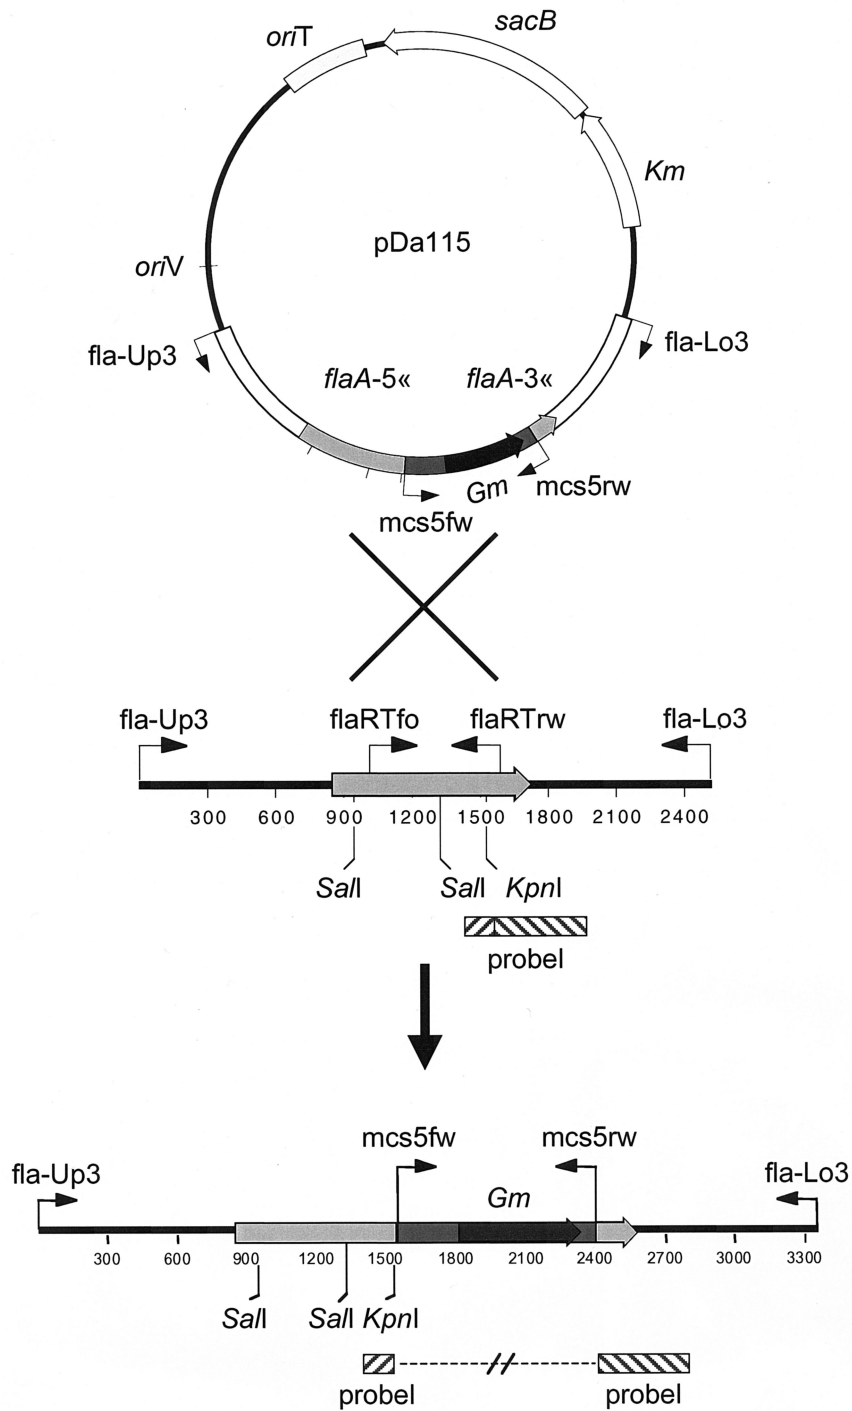 sacB
oriT
Km
pDa115
oriV
fla-Up3
fla-Lo3
flaA-5« flaA-3«
Gm mcs5rw
mcs5fw
fla-Up3 flaRTfo flaRTrw fla-Lo3
300 600 900 1200 1500 1800 2100 2400
SalI SalI KpnI
probeI
mcs5fw mcs5rw
fla-Up3 Gm fla-Lo3
300 600 900 1200 1500 1800 2100 2400 2700 3000 3300
SalI SalI KpnI
probeI probeI